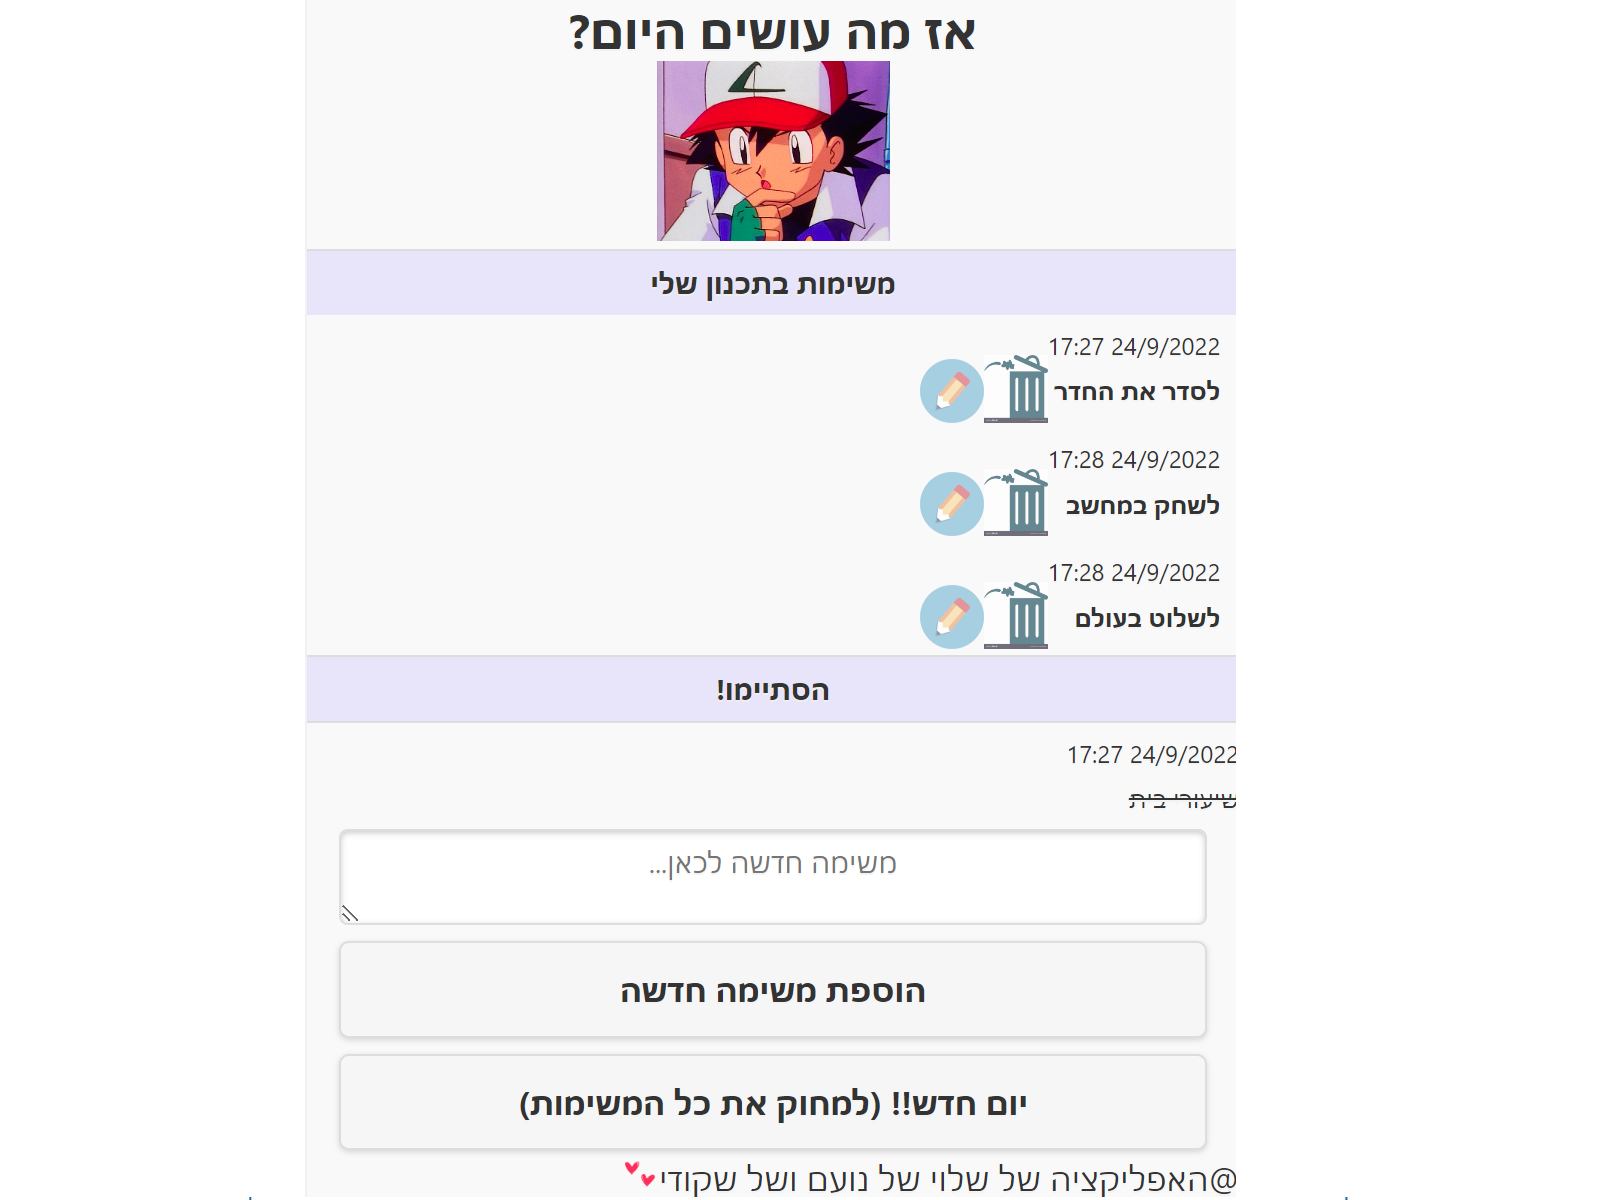 אז מה עושים היום?
משימות בתכנון שלי
17:27 24/9/2022
לסדר את החדר
17:28 24/9/2022
לשחק במחשב
17:28 24/9/2022
לשלוט בעולם
הסתיימו!
17:27 24/9/2022
שיעורי בית
משימה חדשה לכאן...
הוספת משימה חדשה
יום חדש!! (למחוק את כל המשימות)
@האפליקציה של שלוי של נועם ושל שקודי💕